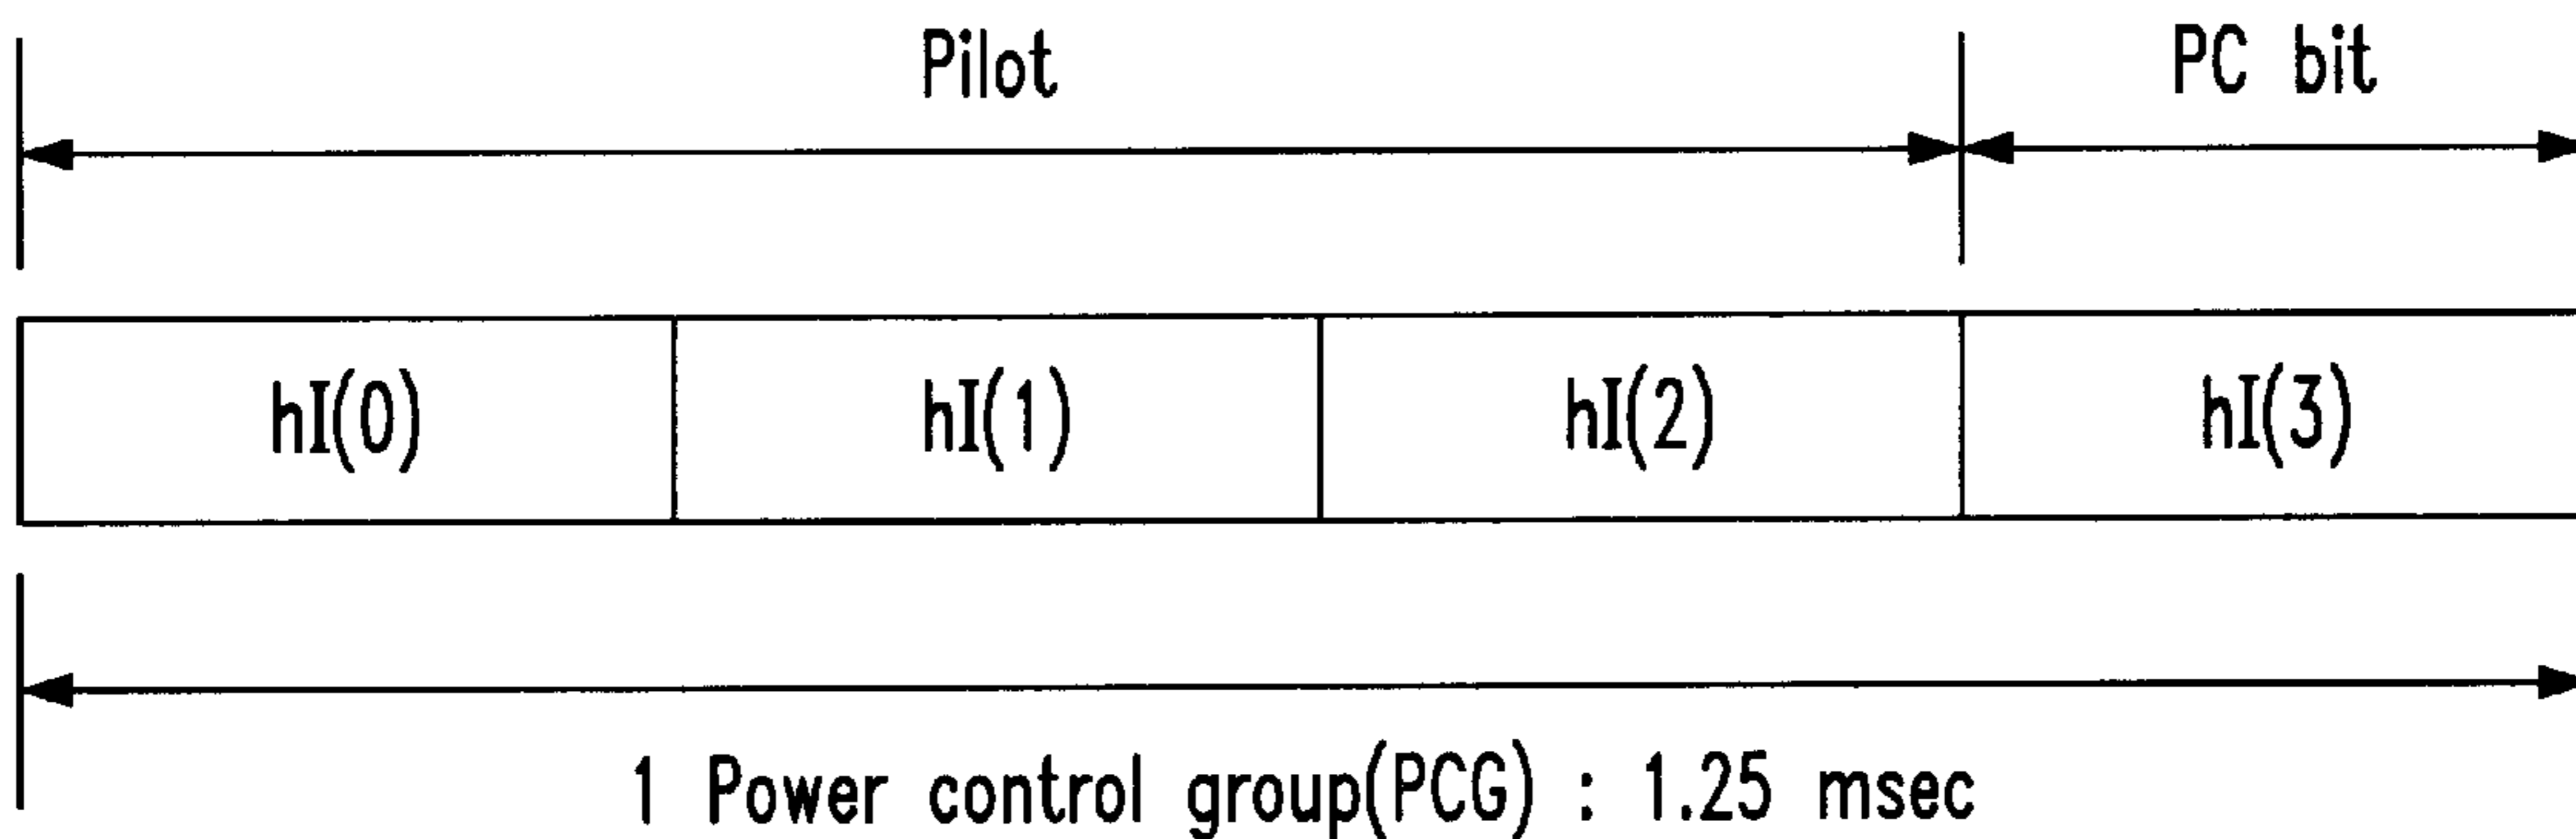 Pilot PC bit
hI(0) hI(1) hI(2) hI(3)
1 Power control group(PCG) : 1.25 msec